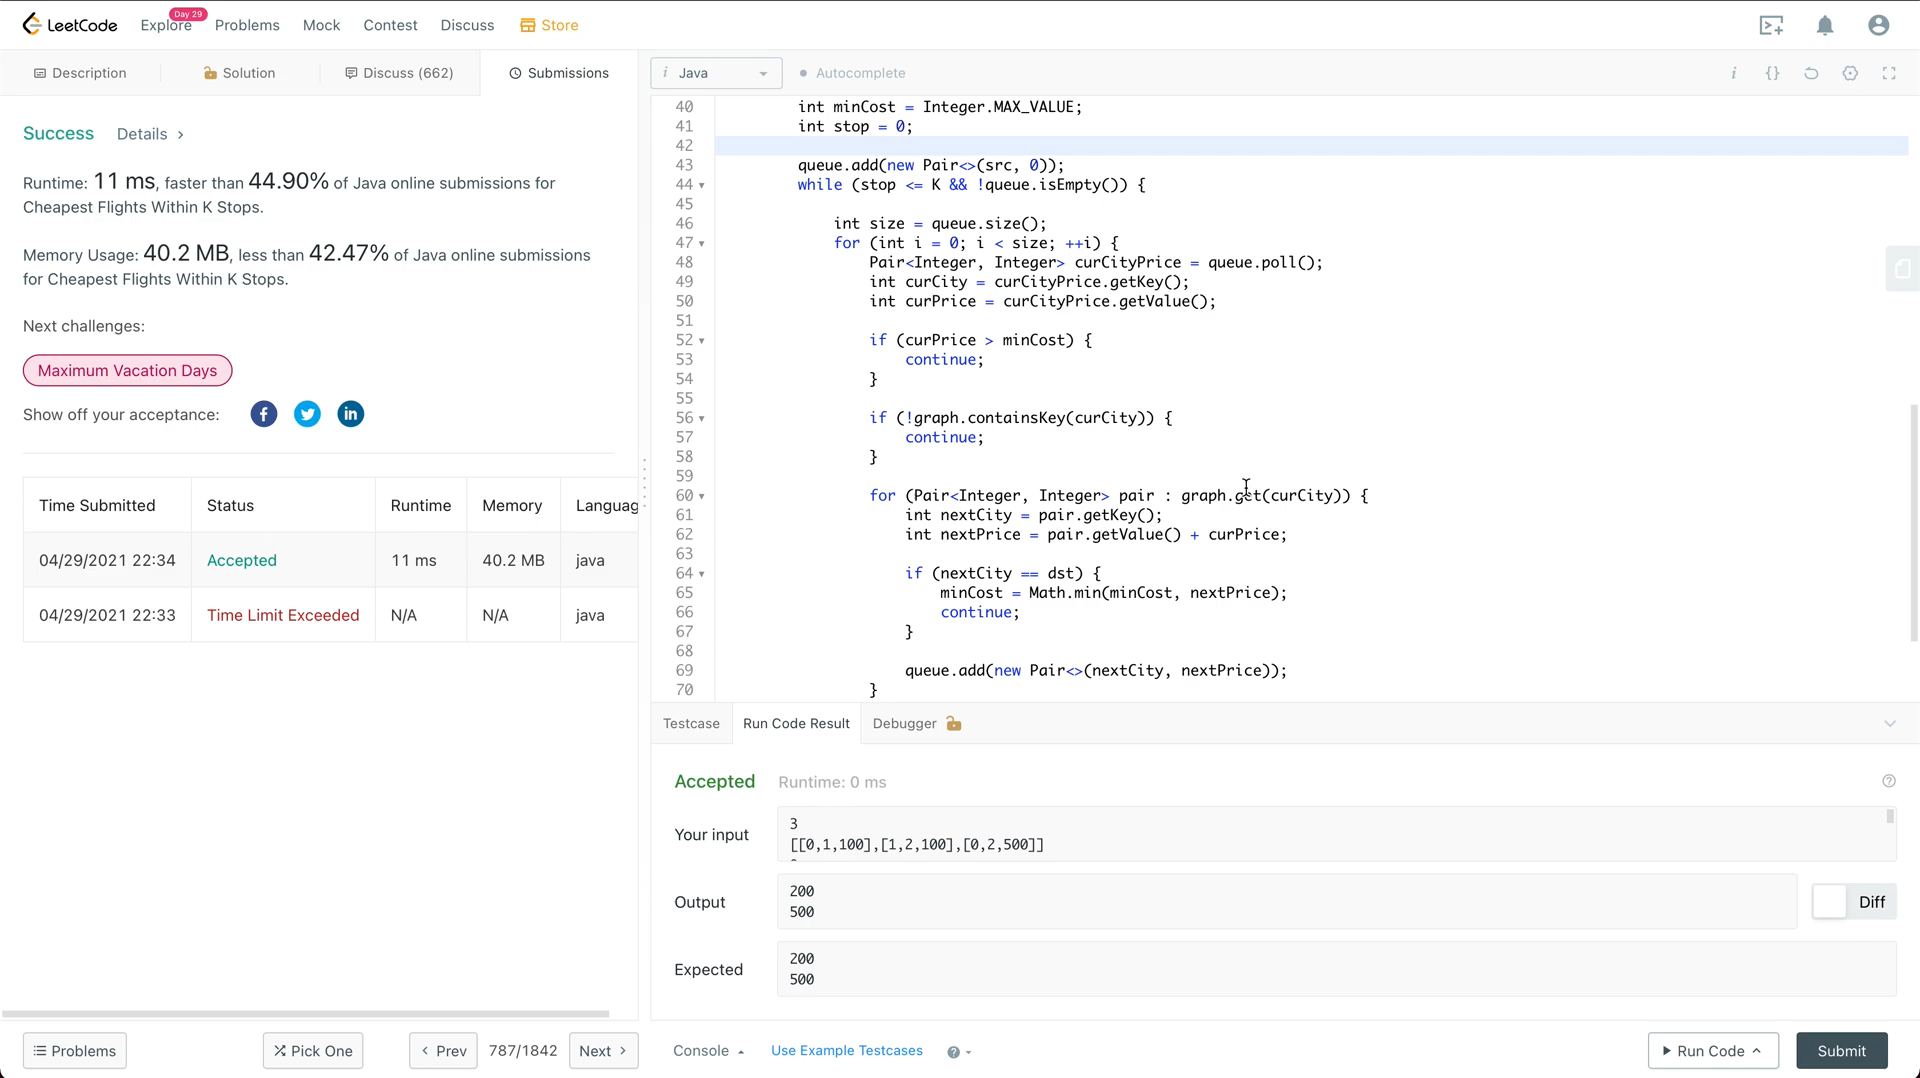 LeetCode
Explore
Day 29
Problems
Mock
Contest
Discuss
Store
Description
Solution
Discuss (662)
Submissions
i Java
Autocomplete
Success
Details >
Runtime: 11 ms, faster than 44.90% of Java online submissions for
Cheapest Flights Within K Stops.
Memory Usage: 40.2 MB, less than 42.47% of Java online submissions
for Cheapest Flights Within K Stops.
Next challenges:
Maximum Vacation Days
Show off your acceptance:
Time Submitted Status Runtime Memory Languag
04/29/2021 22:34 Accepted 11 ms 40.2 MB java
04/29/2021 22:33 Time Limit Exceeded N/A N/A java
40 int minCost = Integer.MAX_VALUE;
41 int stop = 0;
42
43 queue.add(new Pair<>(src, 0));
44 while (stop <= K && !queue.isEmpty()) {
45
46 int size = queue.size();
47 for (int i = 0; i < size; ++i) {
48 Pair<Integer, Integer> curCityPrice = queue.poll();
49 int curCity = curCityPrice.getKey();
50 int curPrice = curCityPrice.getValue();
51
52 if (curPrice > minCost) {
53 continue;
54 }
55
56 if (!graph.containsKey(curCity)) {
57 continue;
58 }
59
60 for (Pair<Integer, Integer> pair : graph.get(curCity)) {
61 int nextCity = pair.getKey();
62 int nextPrice = pair.getValue() + curPrice;
63
64 if (nextCity == dst) {
65 minCost = Math.min(minCost, nextPrice);
66 continue;
67 }
68
69 queue.add(new Pair<>(nextCity, nextPrice));
70 }
Testcase
Run Code Result
Debugger
Accepted
Runtime: 0 ms
Your input
3
[[0,1,100],[1,2,100],[0,2,500]]
Output
200
500
Diff
Expected
200
500
Problems
Pick One
< Prev
787/1842
Next >
Console
Use Example Testcases
Run Code
Submit